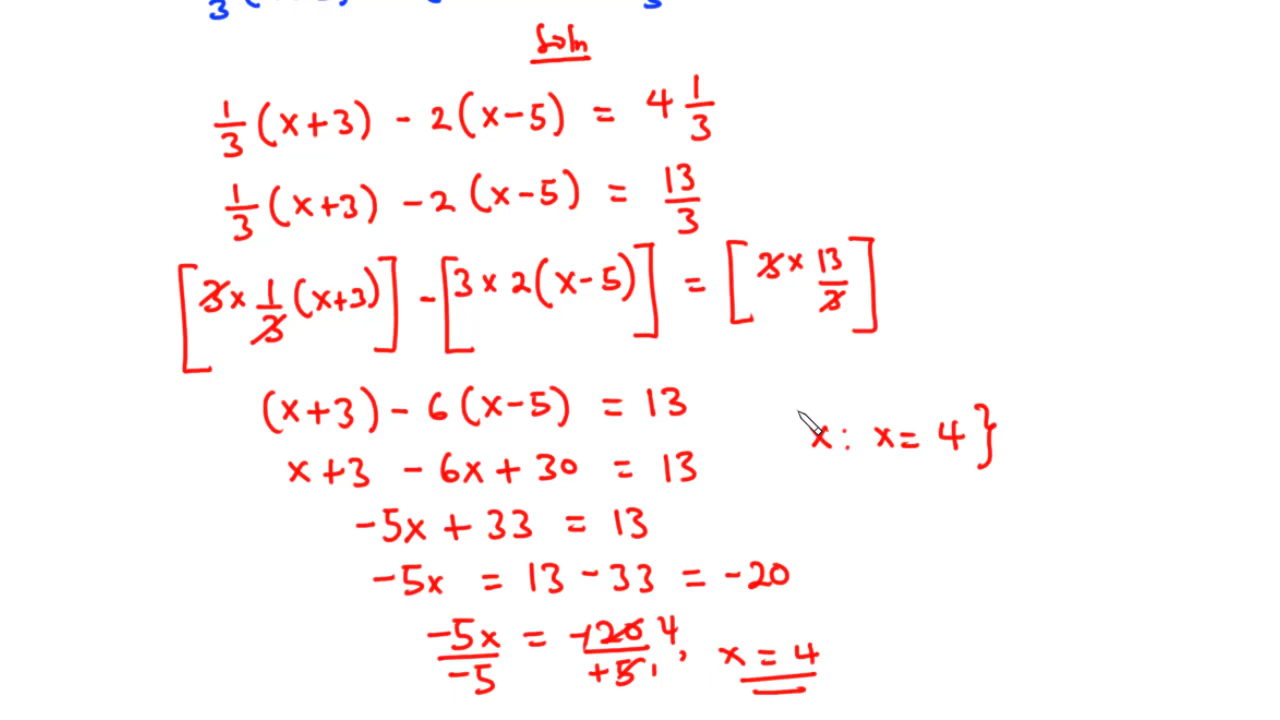 Soln
1/3 (x+3) - 2(x-5) = 4 1/3
1/3 (x+3) - 2 (x-5) = 13/3
[3 x 1/3 (x+3)] - [3 x 2(x-5)] = [3 x 13/3]
(x+3) - 6 (x-5) = 13
x: x = 4}
x + 3 - 6x + 30 = 13
-5x + 33 = 13
-5x = 13 - 33 = -20
-5x/-5 = -20/+5 4 1, x = 4